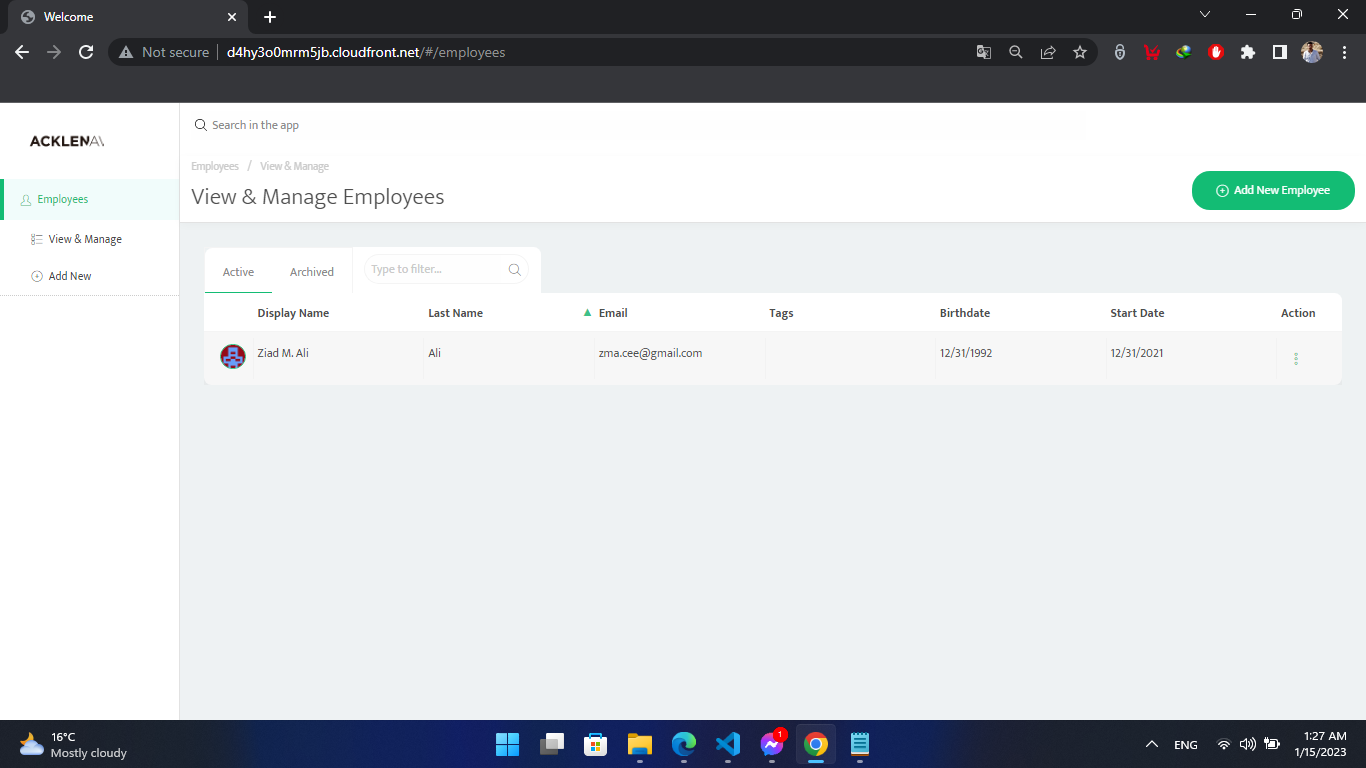 Welcome
Not secure d4hy3o0mrm5jb.cloudfront.net/#/employees
ACKLENAV
Search in the app
Employees / View & Manage
View & Manage Employees
Add New Employee
Employees
View & Manage
Add New
Active Archived Type to filter...
Display Name Last Name Email Tags Birthdate Start Date Action
Ziad M. Ali Ali zma.cee@gmail.com 12/31/1992 12/31/2021
16°C
Mostly cloudy
1
ENG
1:27 AM
1/15/2023